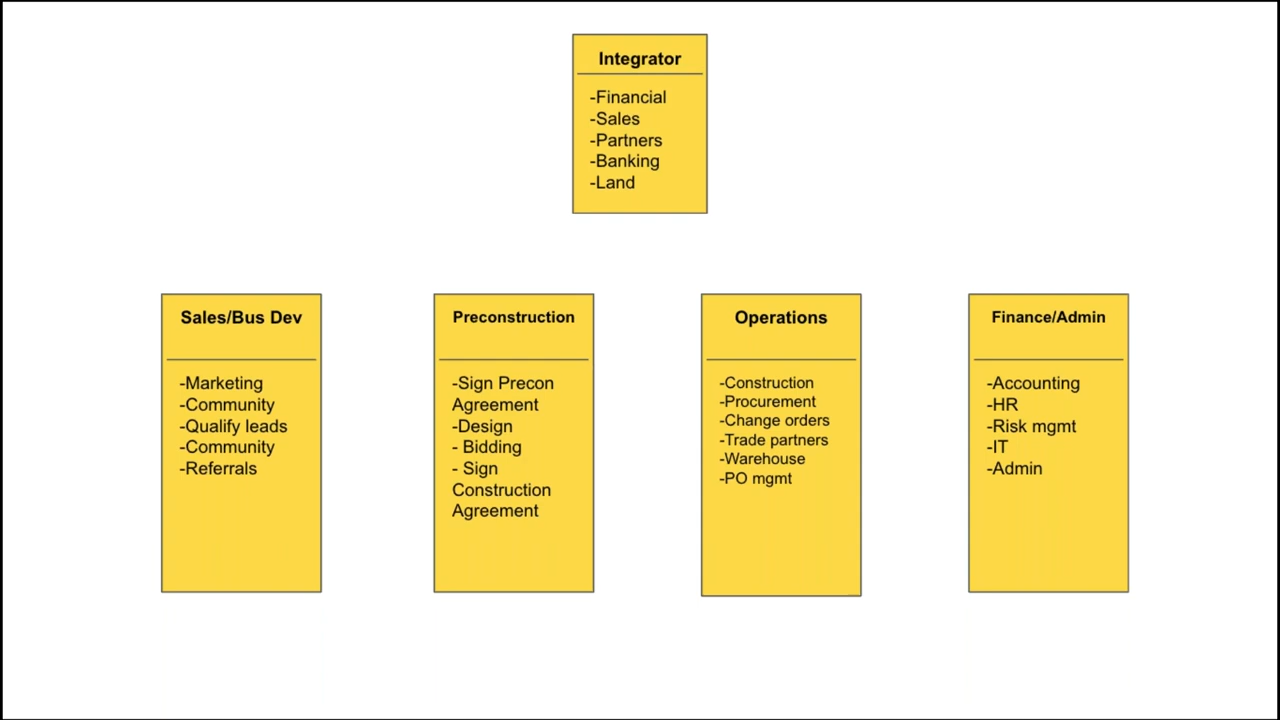 Integrator
-Financial
-Sales
-Partners
-Banking
-Land
Sales/Bus Dev
-Marketing
-Community
-Qualify leads
-Community
-Referrals
Preconstruction
-Sign Precon
Agreement
-Design
- Bidding
- Sign
Construction
Agreement
Operations
-Construction
-Procurement
-Change orders
-Trade partners
-Warehouse
-PO mgmt
Finance/Admin
-Accounting
-HR
-Risk mgmt
-IT
-Admin